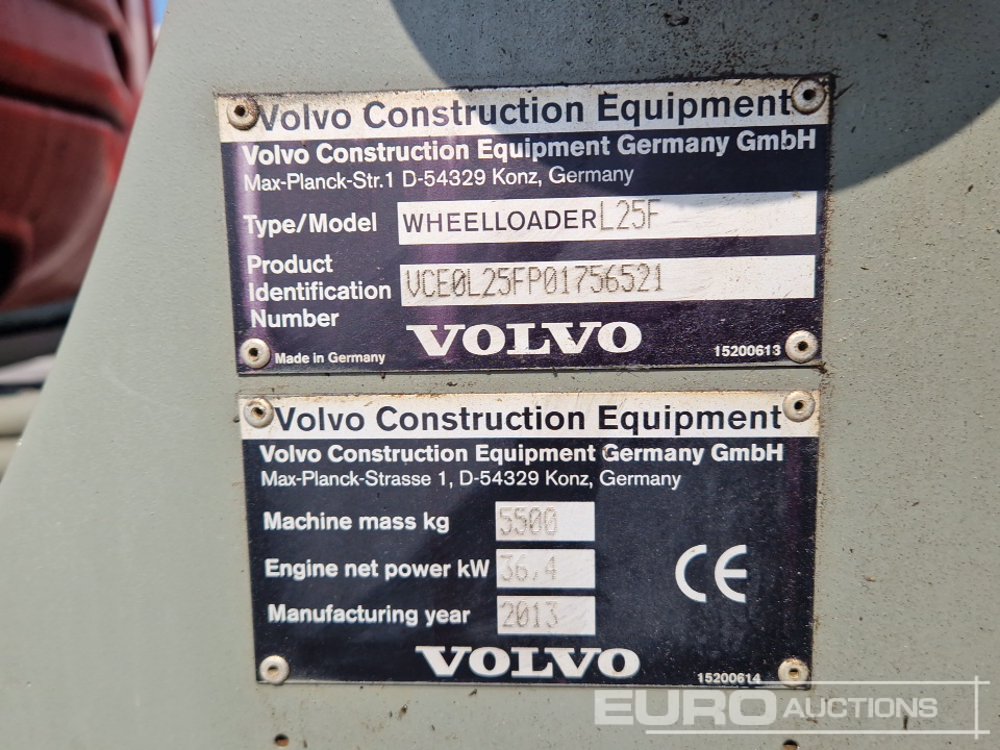 Volvo Construction Equipment
Volvo Construction Equipment Germany GmbH
Max-Planck-Str.1 D-54329 Konz, Germany
Type/Model WHEELLOADER L25F
Product
Identification VCE0L25FP01756521
Number
VOLVO
Made in Germany 15200613
Volvo Construction Equipment
Volvo Construction Equipment Germany GmbH
Max-Planck-Strasse 1, D-54329 Konz, Germany
Machine mass kg 5500
Engine net power kW 36,4
CE
Manufacturing year 2013
VOLVO
15200614
EURO AUCTIONS